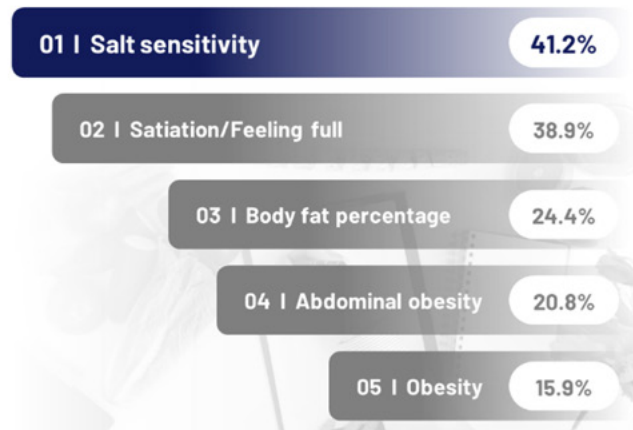 01 I Salt sensitivity 41.2%
02 I Satiation/Feeling full 38.9%
03 I Body fat percentage 24.4%
04 I Abdominal obesity 20.8%
05 I Obesity 15.9%